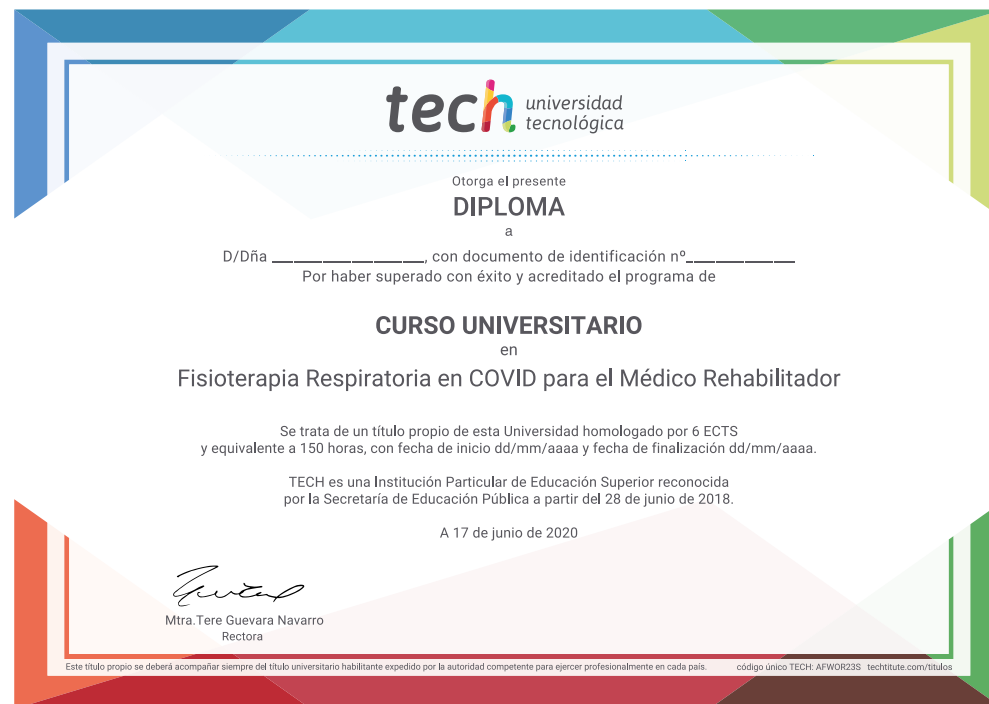 tech universidad
tecnológica
Otorga el presente
DIPLOMA
a
D/Dña ____________________, con documento de identificación nº______________
Por haber superado con éxito y acreditado el programa de
CURSO UNIVERSITARIO
en
Fisioterapia Respiratoria en COVID para el Médico Rehabilitador
Se trata de un título propio de esta Universidad homologado por 6 ECTS
y equivalente a 150 horas, con fecha de inicio dd/mm/aaaa y fecha de finalización dd/mm/aaaa.
TECH es una Institución Particular de Educación Superior reconocida
por la Secretaría de Educación Pública a partir del 28 de junio de 2018.
A 17 de junio de 2020
Mtra.Tere Guevara Navarro
Rectora
Este título propio se deberá acompañar siempre del título universitario habilitante expedido por la autoridad competente para ejercer profesionalmente en cada país. código único TECH: AFWOR23S techtitute.com/titulos